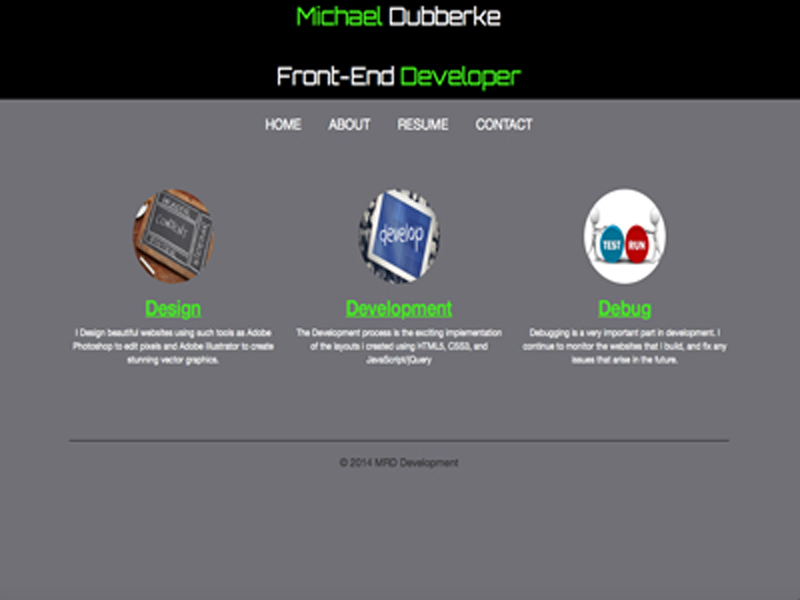 Michael Dubberke
Front-End Developer
HOME ABOUT RESUME CONTACT
CONTENT
develop
TEST RUN
Design
I Design beautiful websites using such tools as Adobe
Photoshop to edit pixels and Adobe Illustrator to create
stunning vector graphics.
Development
The Development process is the exciting implementation
of the layouts I created using HTML5, CSS3, and
JavaScript/jQuery
Debug
Debugging is a very important part in development. I
continue to monitor the websites that I build, and fix any
issues that arise in the future.
© 2014 MRD Development